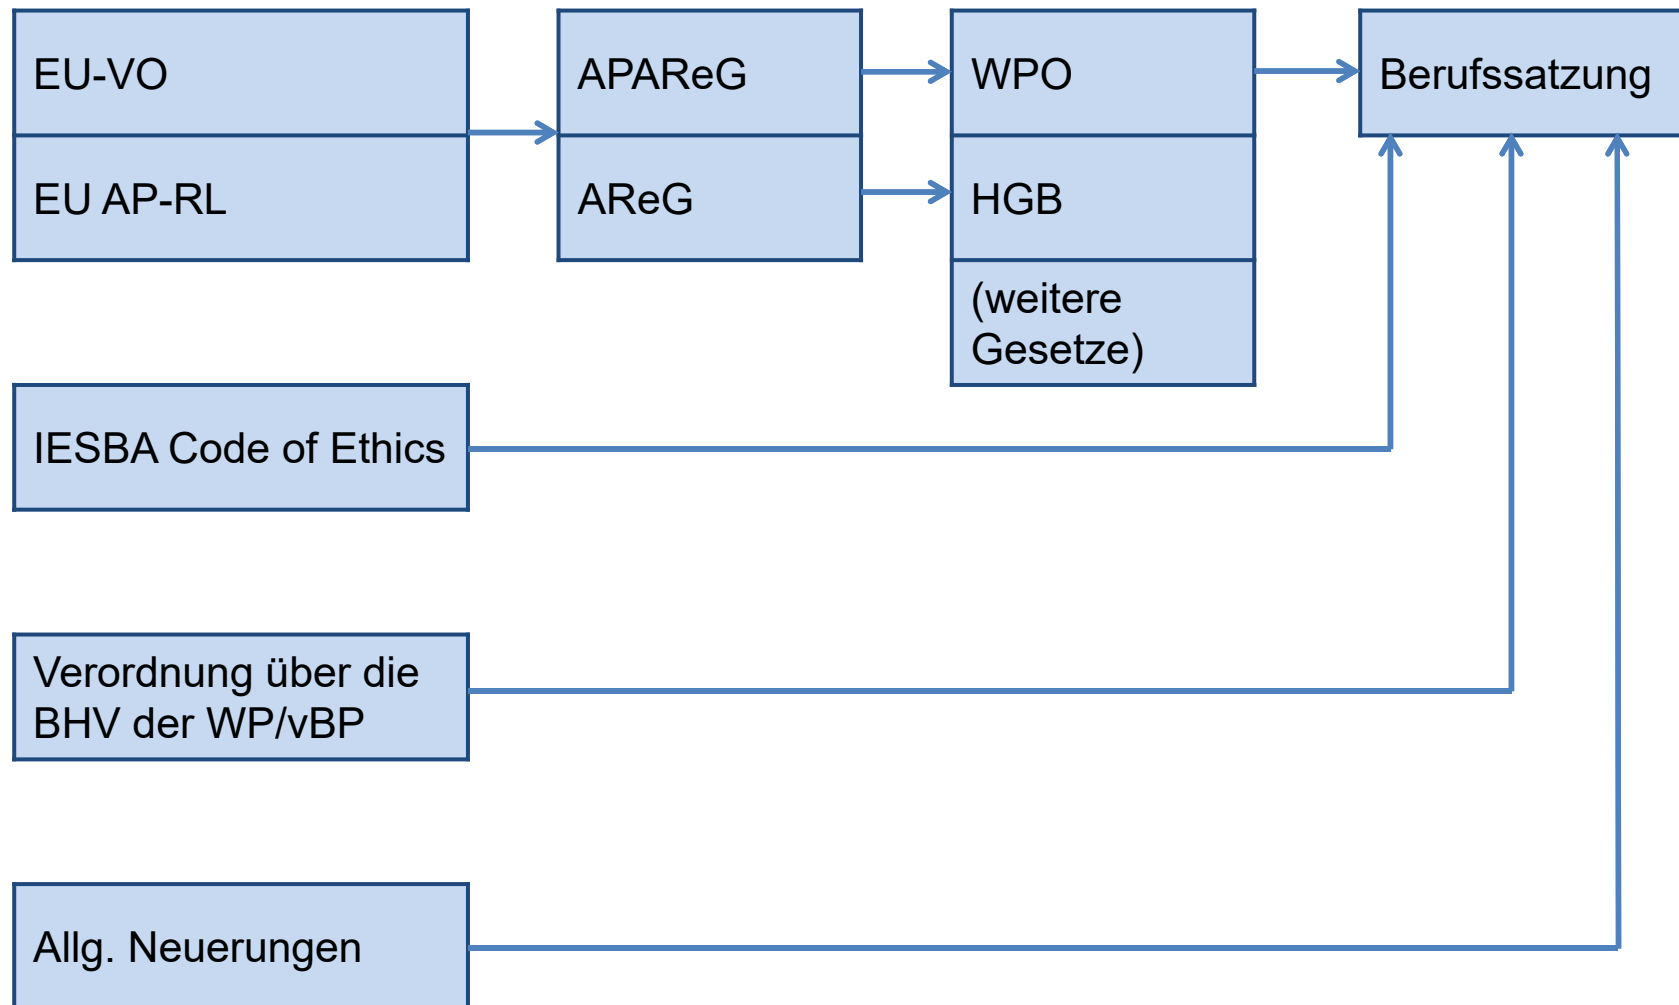 EU-VO
APAReG
WPO
Berufssatzung
EU AP-RL
AReG
HGB
(weitere
Gesetze)
IESBA Code of Ethics
Verordnung über die
BHV der WP/vBP
Allg. Neuerungen